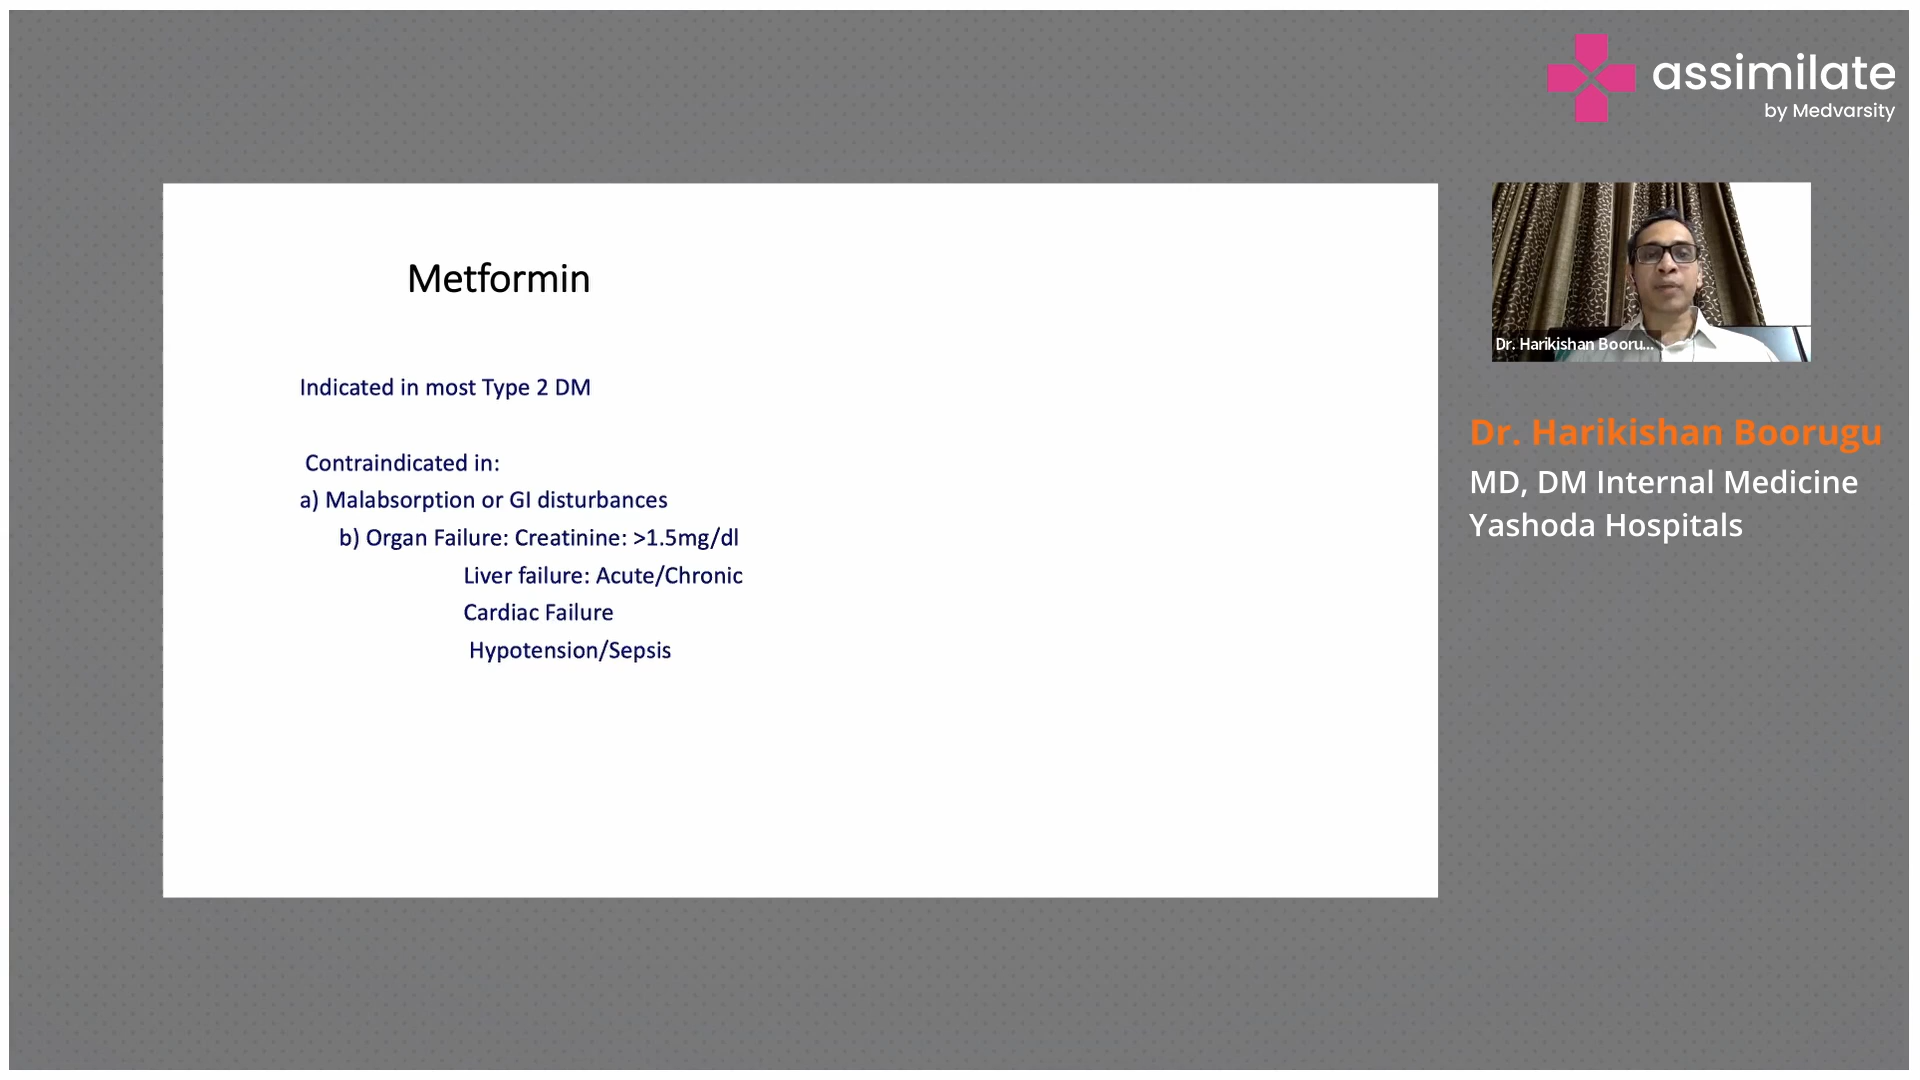 assimilate
by Medvarsity
Metformin
Indicated in most Type 2 DM
Contraindicated in:
a) Malabsorption or GI disturbances
b) Organ Failure: Creatinine: >1.5mg/dl
Liver failure: Acute/Chronic
Cardiac Failure
Hypotension/Sepsis
Dr. Harikishan Booru...
Dr. Harikishan Boorugu
MD, DM Internal Medicine
Yashoda Hospitals